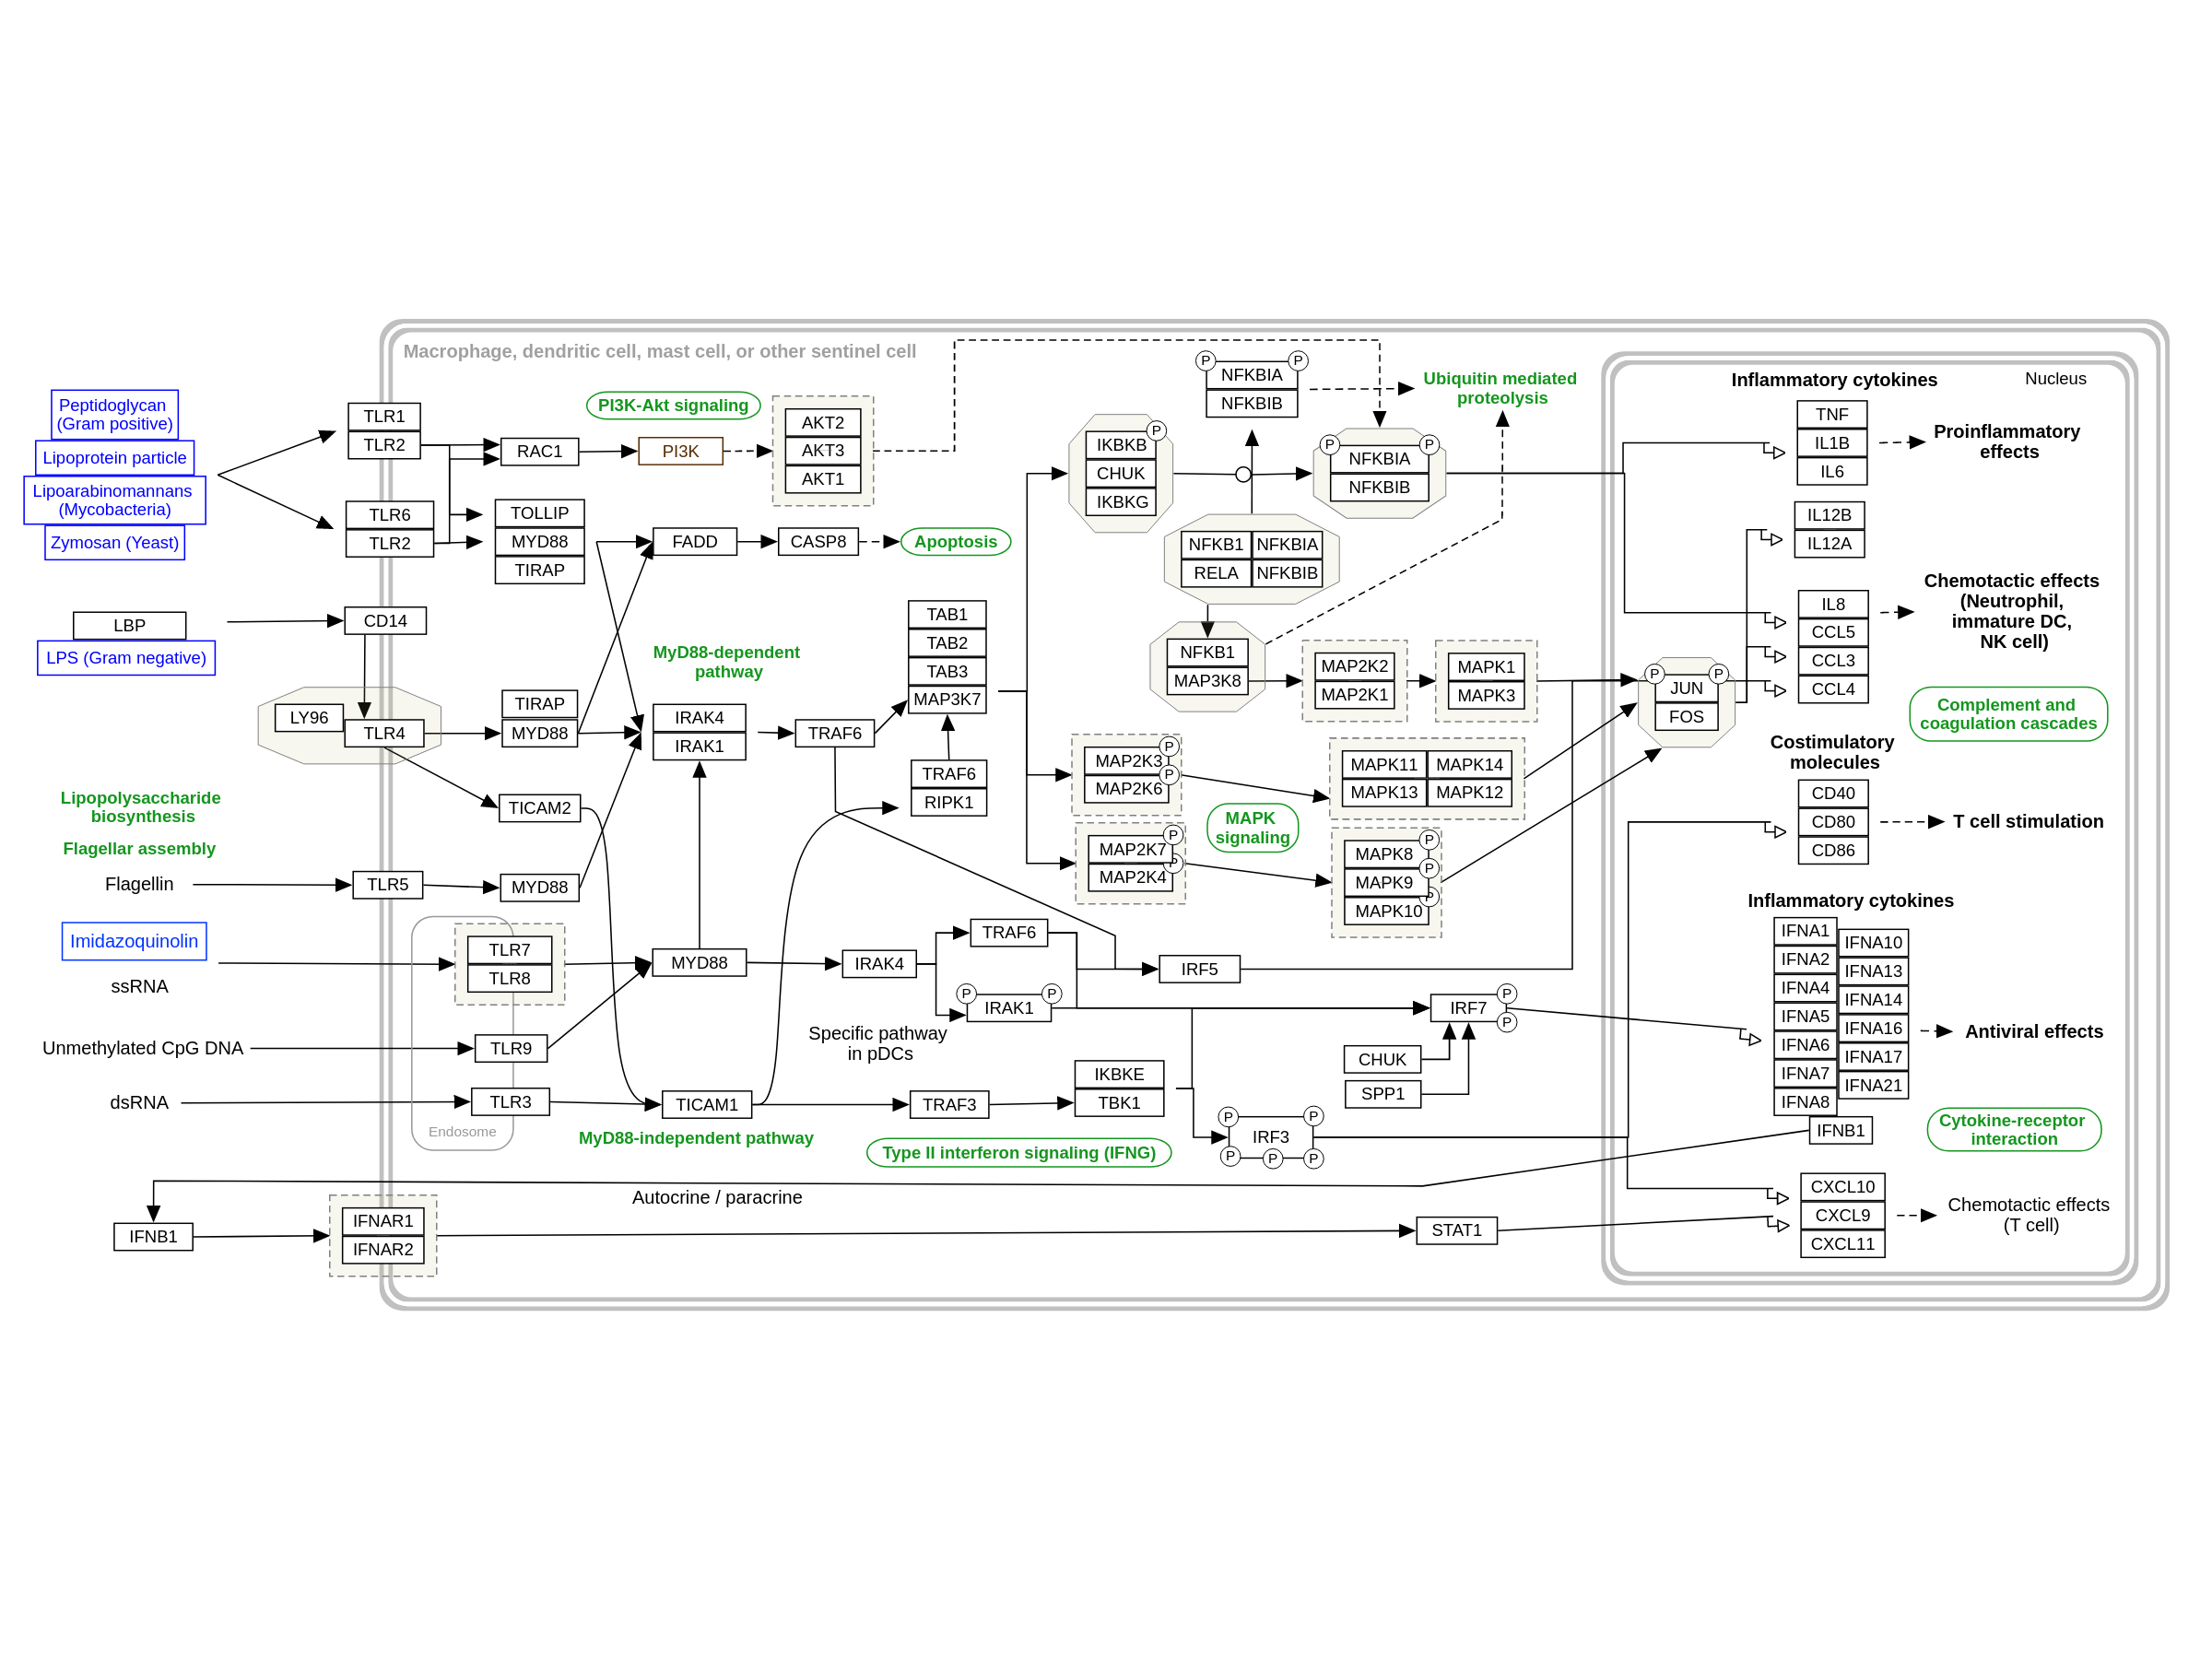 Macrophage, dendritic cell, mast cell, or other sentinel cell
Nucleus
Peptidoglycan
(Gram positive)
Lipoprotein particle
Lipoarabinomannans
(Mycobacteria)
Zymosan (Yeast)
LBP
LPS (Gram negative)
Lipopolysaccharide
biosynthesis
Flagellar assembly
Flagellin
Imidazoquinolin
ssRNA
Unmethylated CpG DNA
dsRNA
IFNB1
TLR1
TLR2
TLR6
TLR2
CD14
LY96
TLR4
TLR5
TLR7
TLR8
TLR9
TLR3
Endosome
IFNAR1
IFNAR2
RAC1
TOLLIP
MYD88
TIRAP
TIRAP
MYD88
TICAM2
MYD88
PI3K-Akt signaling
PI3K
AKT2
AKT3
AKT1
FADD
CASP8
Apoptosis
MyD88-dependent
pathway
IRAK4
IRAK1
TRAF6
TAB1
TAB2
TAB3
MAP3K7
TRAF6
RIPK1
MYD88
IRAK4
TRAF6
P
P
IRAK1
Specific pathway
in pDCs
TICAM1
MyD88-independent pathway
TRAF3
IKBKE
TBK1
Type II interferon signaling (IFNG)
Autocrine / paracrine
P
P
NFKBIA
NFKBIB
Ubiquitin mediated
proteolysis
P
IKBKB
CHUK
IKBKG
P
P
NFKBIA
NFKBIB
NFKB1
NFKBIA
RELA
NFKBIB
NFKB1
MAP3K8
MAP2K2
MAP2K1
MAPK1
MAPK3
P
MAP2K3
P
MAP2K6
MAPK11
MAPK14
MAPK13
MAPK12
MAPK
signaling
P
MAP2K7
P
MAP2K4
P
MAPK8
P
MAPK9
P
MAPK10
IRF5
P
IRF7
P
CHUK
SPP1
P
P
IRF3
P
P
P
STAT1
P
P
JUN
FOS
Inflammatory cytokines
TNF
IL1B
IL6
Proinflammatory
effects
IL12B
IL12A
IL8
CCL5
CCL3
CCL4
Chemotactic effects
(Neutrophil,
immature DC,
NK cell)
Complement and
coagulation cascades
Costimulatory
molecules
CD40
CD80
CD86
T cell stimulation
Inflammatory cytokines
IFNA1
IFNA2
IFNA4
IFNA5
IFNA6
IFNA7
IFNA8
IFNA10
IFNA13
IFNA14
IFNA16
IFNA17
IFNA21
IFNB1
Antiviral effects
Cytokine-receptor
interaction
CXCL10
CXCL9
CXCL11
Chemotactic effects
(T cell)